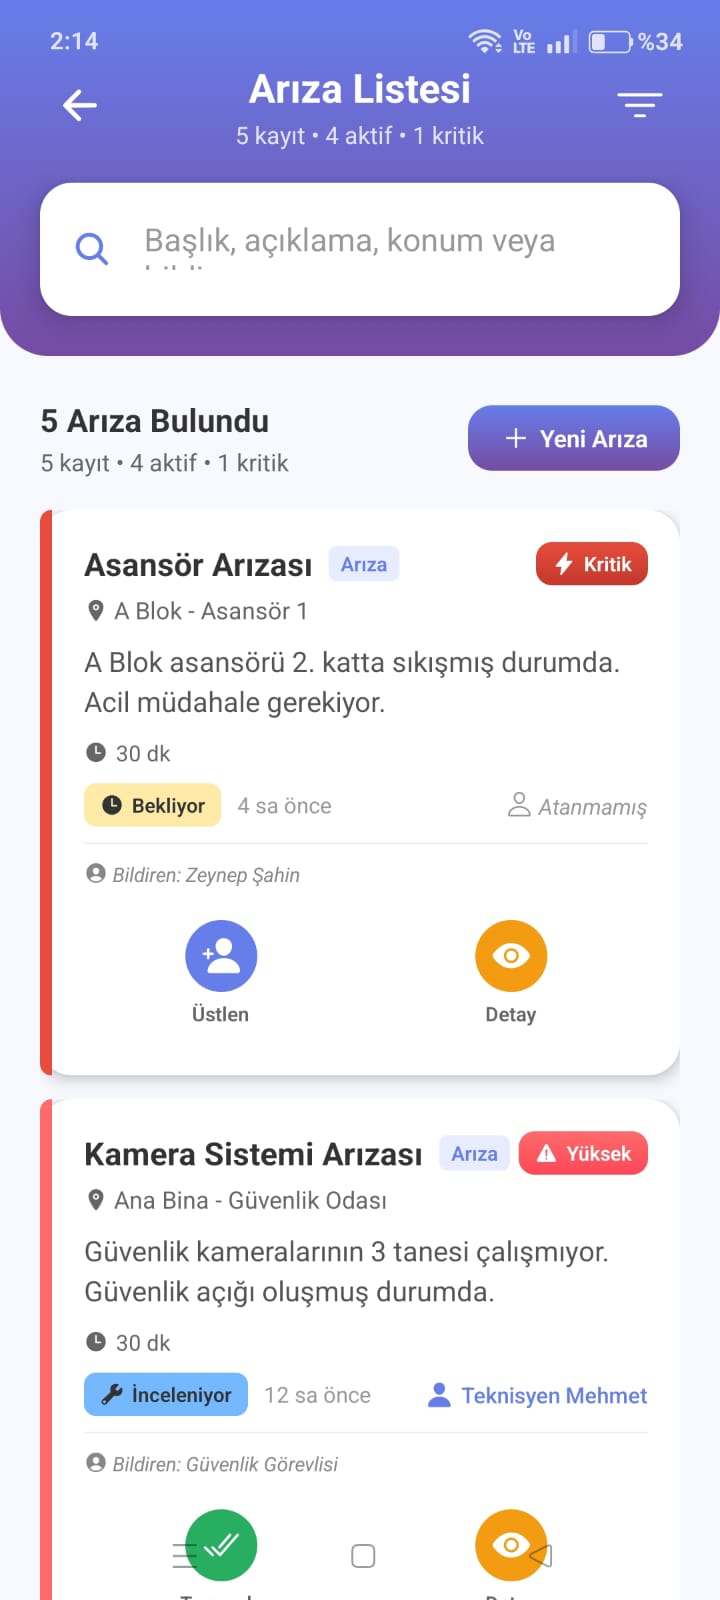 2:14
Vo
LTE
%34
Arıza Listesi
5 kayıt • 4 aktif • 1 kritik
Başlık, açıklama, konum veya
5 Arıza Bulundu
5 kayıt • 4 aktif • 1 kritik
+ Yeni Arıza
Asansör Arızası Arıza Kritik
A Blok - Asansör 1
A Blok asansörü 2. katta sıkışmış durumda.
Acil müdahale gerekiyor.
30 dk
Bekliyor 4 sa önce Atanmamış
Bildiren: Zeynep Şahin
Üstlen Detay
Kamera Sistemi Arızası Arıza Yüksek
Ana Bina - Güvenlik Odası
Güvenlik kameralarının 3 tanesi çalışmıyor.
Güvenlik açığı oluşmuş durumda.
30 dk
İnceleniyor 12 sa önce Teknisyen Mehmet
Bildiren: Güvenlik Görevlisi